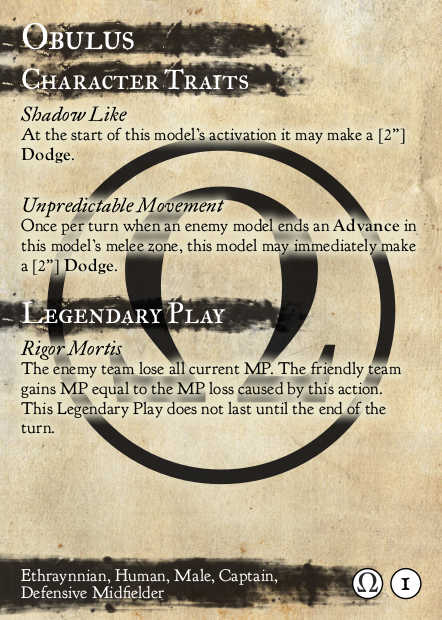 Obulus
Character Traits
Shadow Like
At the start of this model's activation it may make a [2"]
Dodge.
Unpredictable Movement
Once per turn when an enemy model ends an Advance in
this model's melee zone, this model may immediately make
a [2"] Dodge.
Legendary Play
Rigor Mortis
The enemy team lose all current MP. The friendly team
gains MP equal to the MP loss caused by this action.
This Legendary Play does not last until the end of the
turn.
Ethraynnian, Human, Male, Captain,
Defensive Midfielder
Ω 1